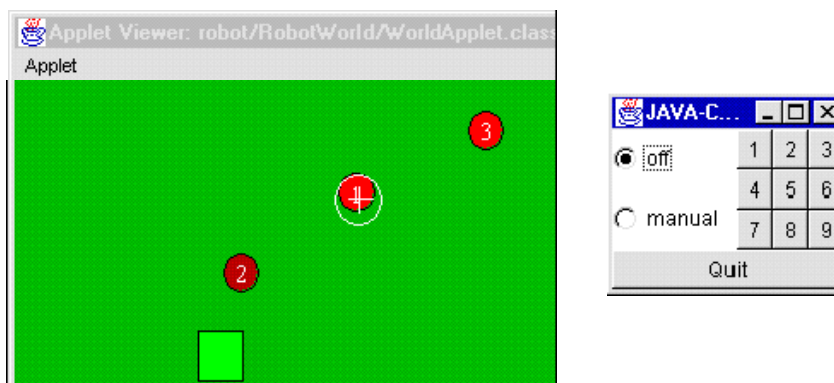 Applet Viewer: robot/RobotWorld/WorldApplet.class
Applet
3
1
2
JAVA-C...
off
1 2 3
4 5 6
manual
7 8 9
Quit